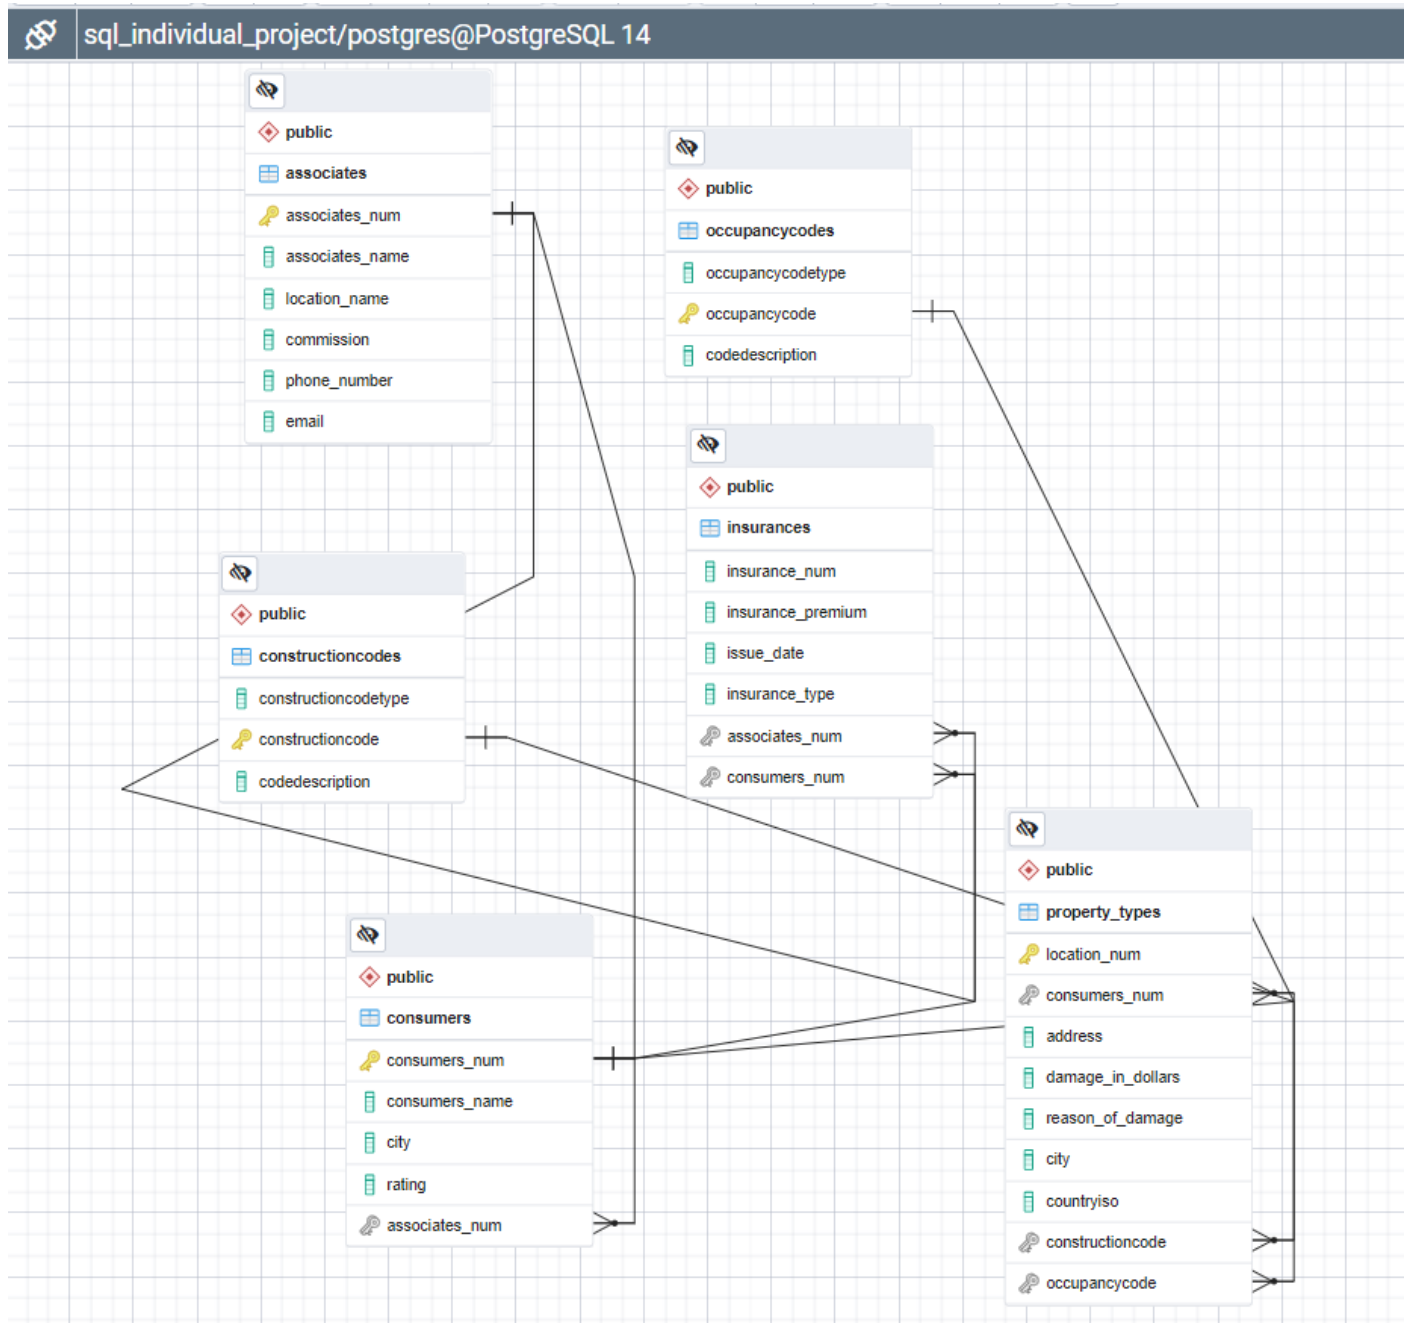 sql_individual_project/postgres@PostgreSQL 14
public
associates
associates_num
associates_name
location_name
commission
phone_number
email
public
occupancycodes
occupancycodetype
occupancycode
codedescription
public
insurances
insurance_num
insurance_premium
issue_date
insurance_type
associates_num
consumers_num
public
constructioncodes
constructioncodetype
constructioncode
codedescription
public
property_types
location_num
consumers_num
address
damage_in_dollars
reason_of_damage
city
countryiso
constructioncode
occupancycode
public
consumers
consumers_num
consumers_name
city
rating
associates_num